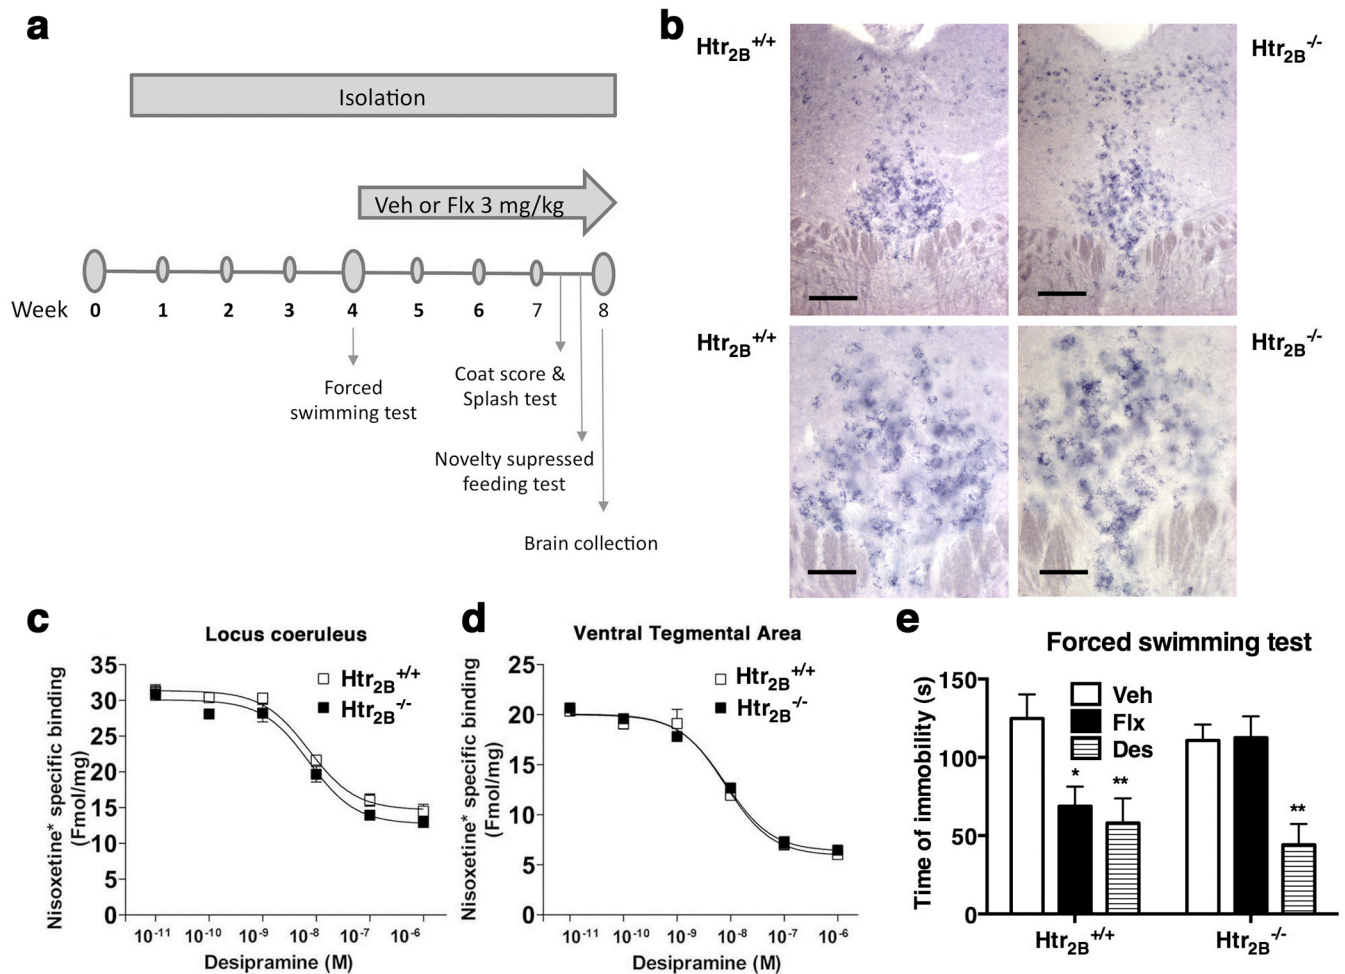 a
Isolation
Veh or Flx 3 mg/kg
Week 0 1 2 3 4 5 6 7 8
Forced
swimming test
Coat score &
Splash test
Novelty supressed
feeding test
Brain collection
b
Htr2B+/+
Htr2B-/-
Htr2B+/+
Htr2B-/-
c
Locus coeruleus
Nisoxetine* specific binding
(Fmol/mg)
35
30
25
20
15
10
5
0
Htr2B+/+
Htr2B-/-
10-11 10-10 10-9 10-8 10-7 10-6
Desipramine (M)
d
Ventral Tegmental Area
Nisoxetine* specific binding
(Fmol/mg)
25
20
15
10
5
0
Htr2B+/+
Htr2B-/-
10-11 10-10 10-9 10-8 10-7 10-6
Desipramine (M)
e
Forced swimming test
Time of immobility (s)
150
100
50
0
Veh
Flx
Des
* ** **
Htr2B+/+ Htr2B-/-